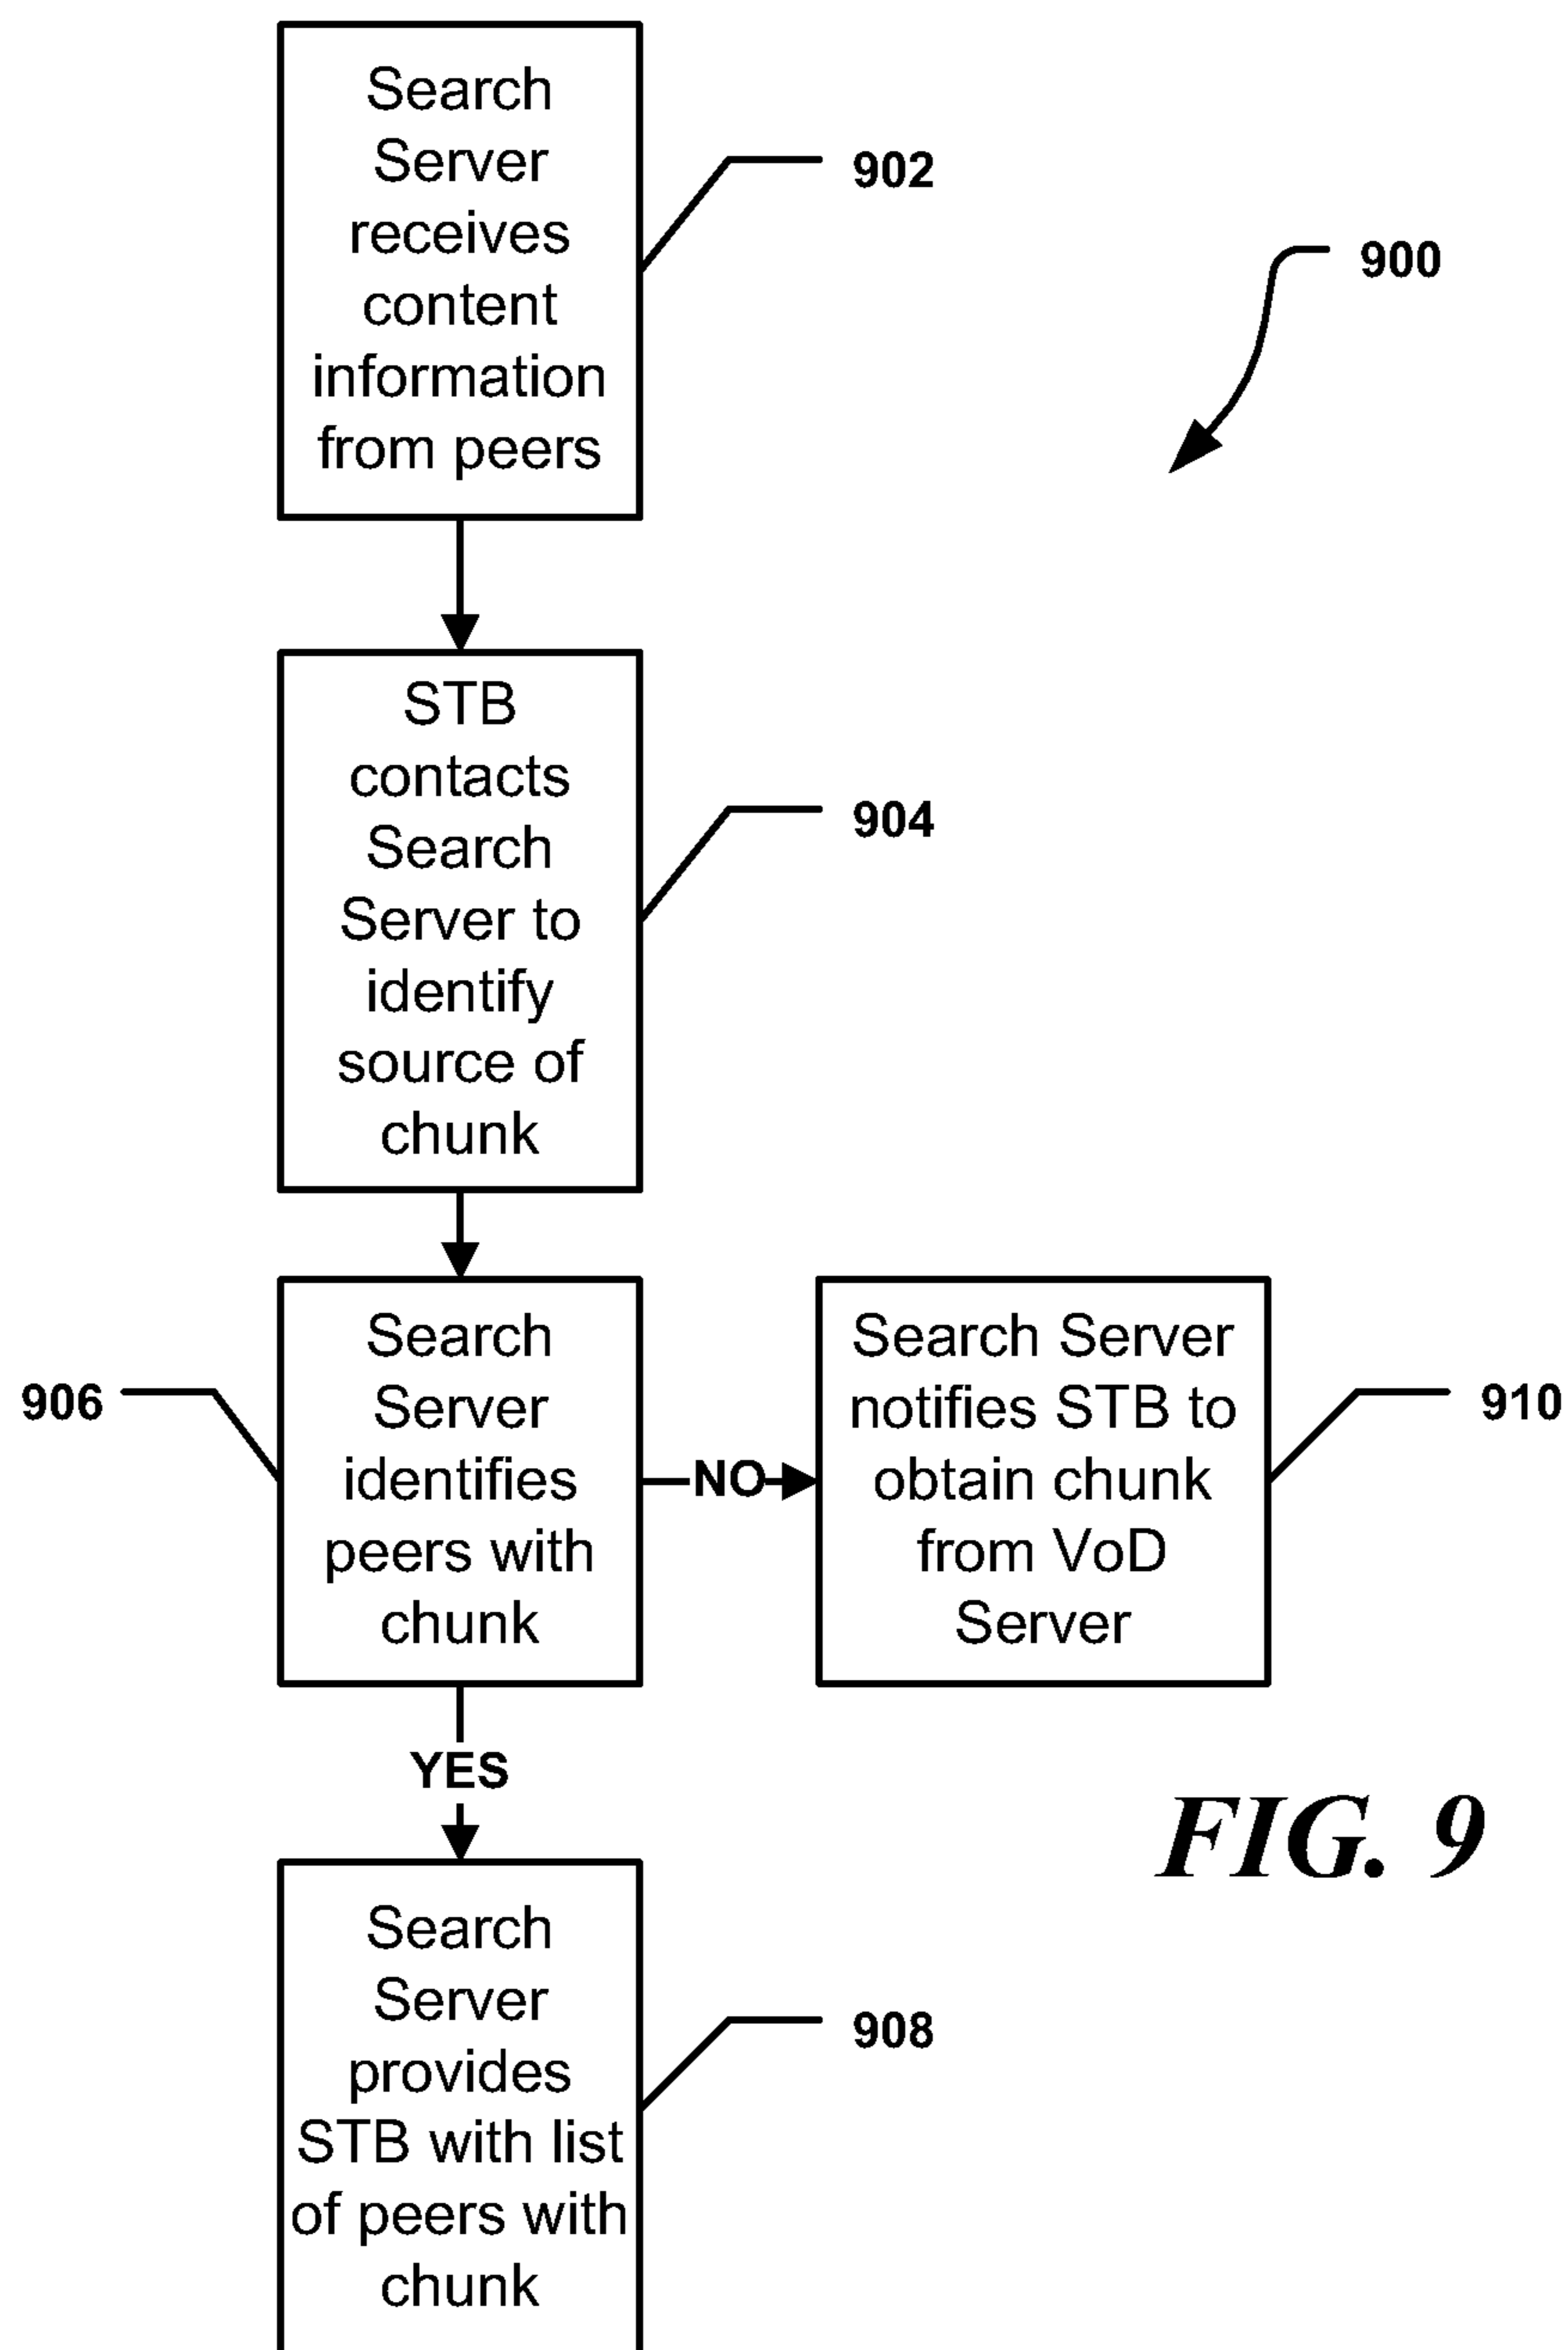 Search
Server
receives
content
information
from peers
902
900
STB
contacts
Search
Server to
identify
source of
chunk
904
906
Search
Server
identifies
peers with
chunk
NO
Search Server
notifies STB to
obtain chunk
from VoD
Server
910
YES
FIG. 9
Search
Server
provides
STB with list
of peers with
chunk
908